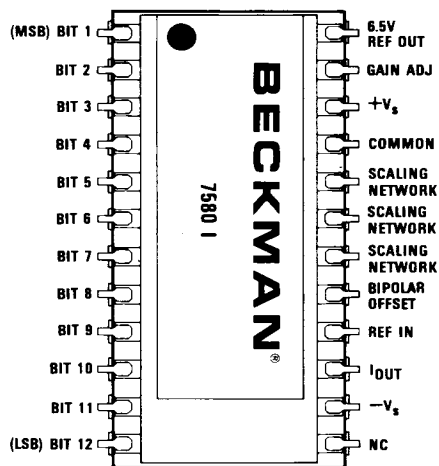 (MSB) BIT 1
BIT 2
BIT 3
BIT 4
BIT 5
BIT 6
BIT 7
BIT 8
BIT 9
BIT 10
BIT 11
(LSB) BIT 12
BECKMAN®
7580 I
6.5V
REF OUT
GAIN ADJ
+Vs
COMMON
SCALING
NETWORK
SCALING
NETWORK
SCALING
NETWORK
BIPOLAR
OFFSET
REF IN
IOUT
−Vs
NC